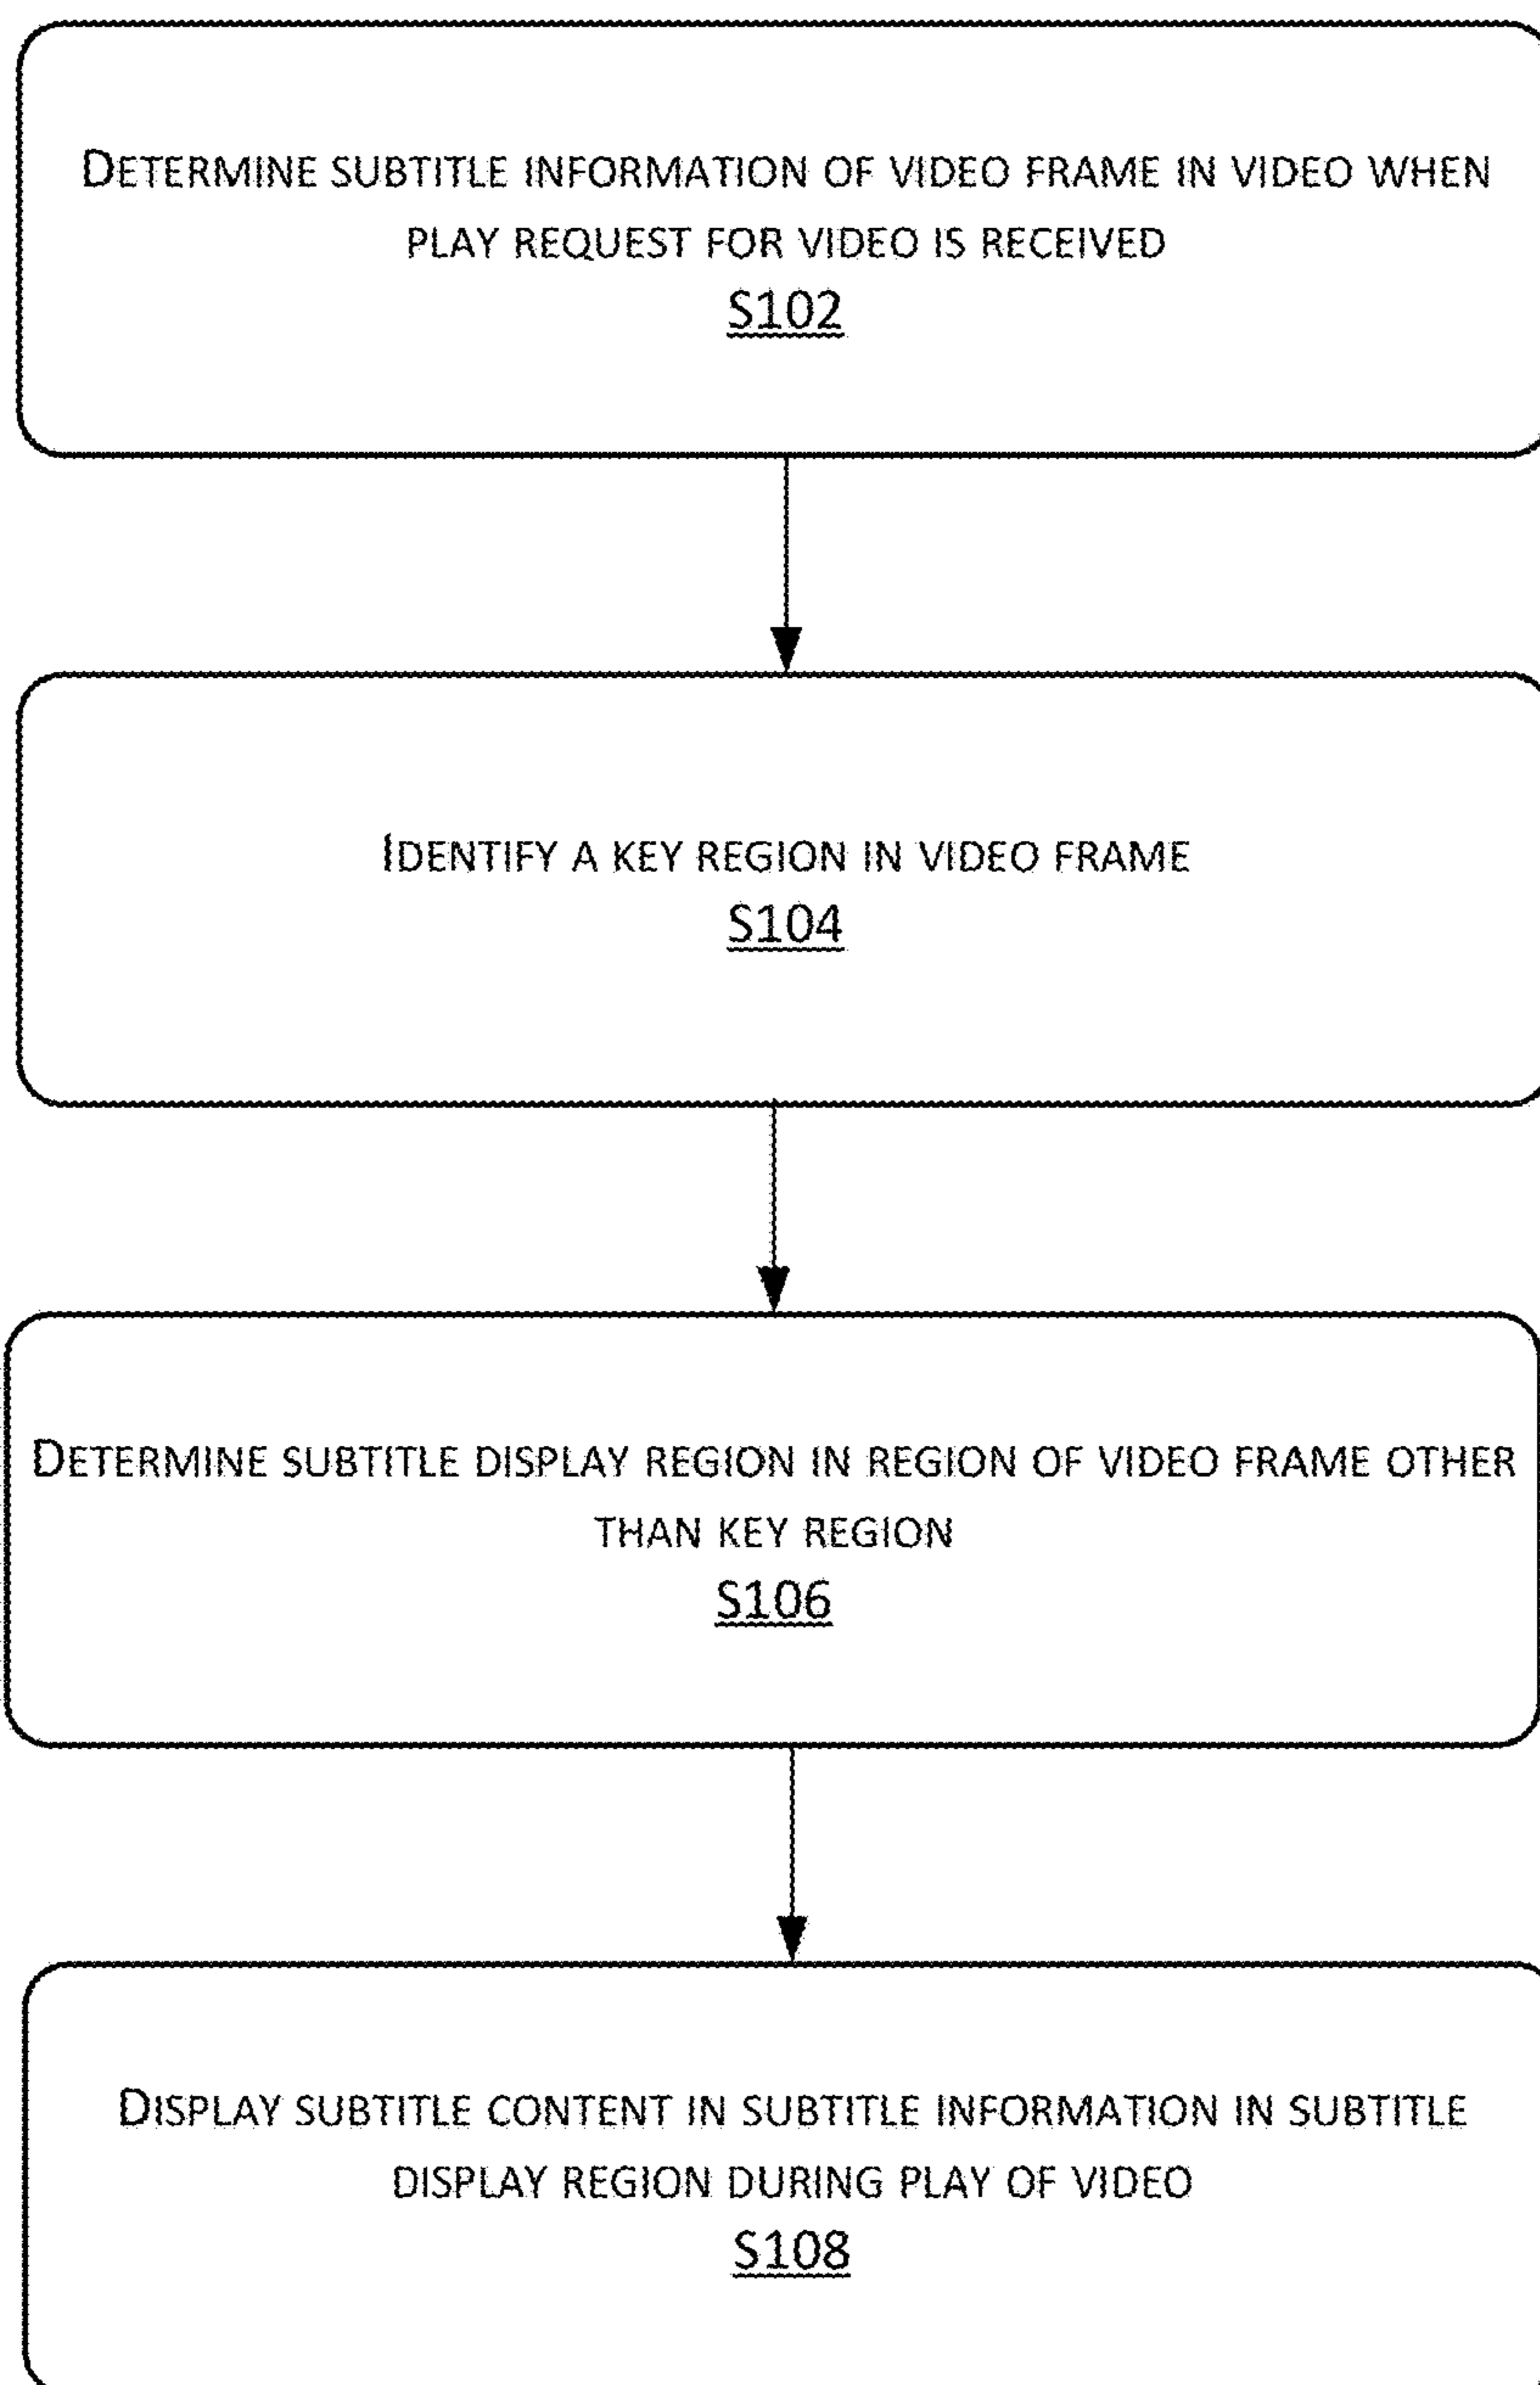 DETERMINE SUBTITLE INFORMATION OF VIDEO FRAME IN VIDEO WHEN
PLAY REQUEST FOR VIDEO IS RECEIVED
S102
IDENTIFY A KEY REGION IN VIDEO FRAME
S104
DETERMINE SUBTITLE DISPLAY REGION IN REGION OF VIDEO FRAME OTHER
THAN KEY REGION
S106
DISPLAY SUBTITLE CONTENT IN SUBTITLE INFORMATION IN SUBTITLE
DISPLAY REGION DURING PLAY OF VIDEO
S108